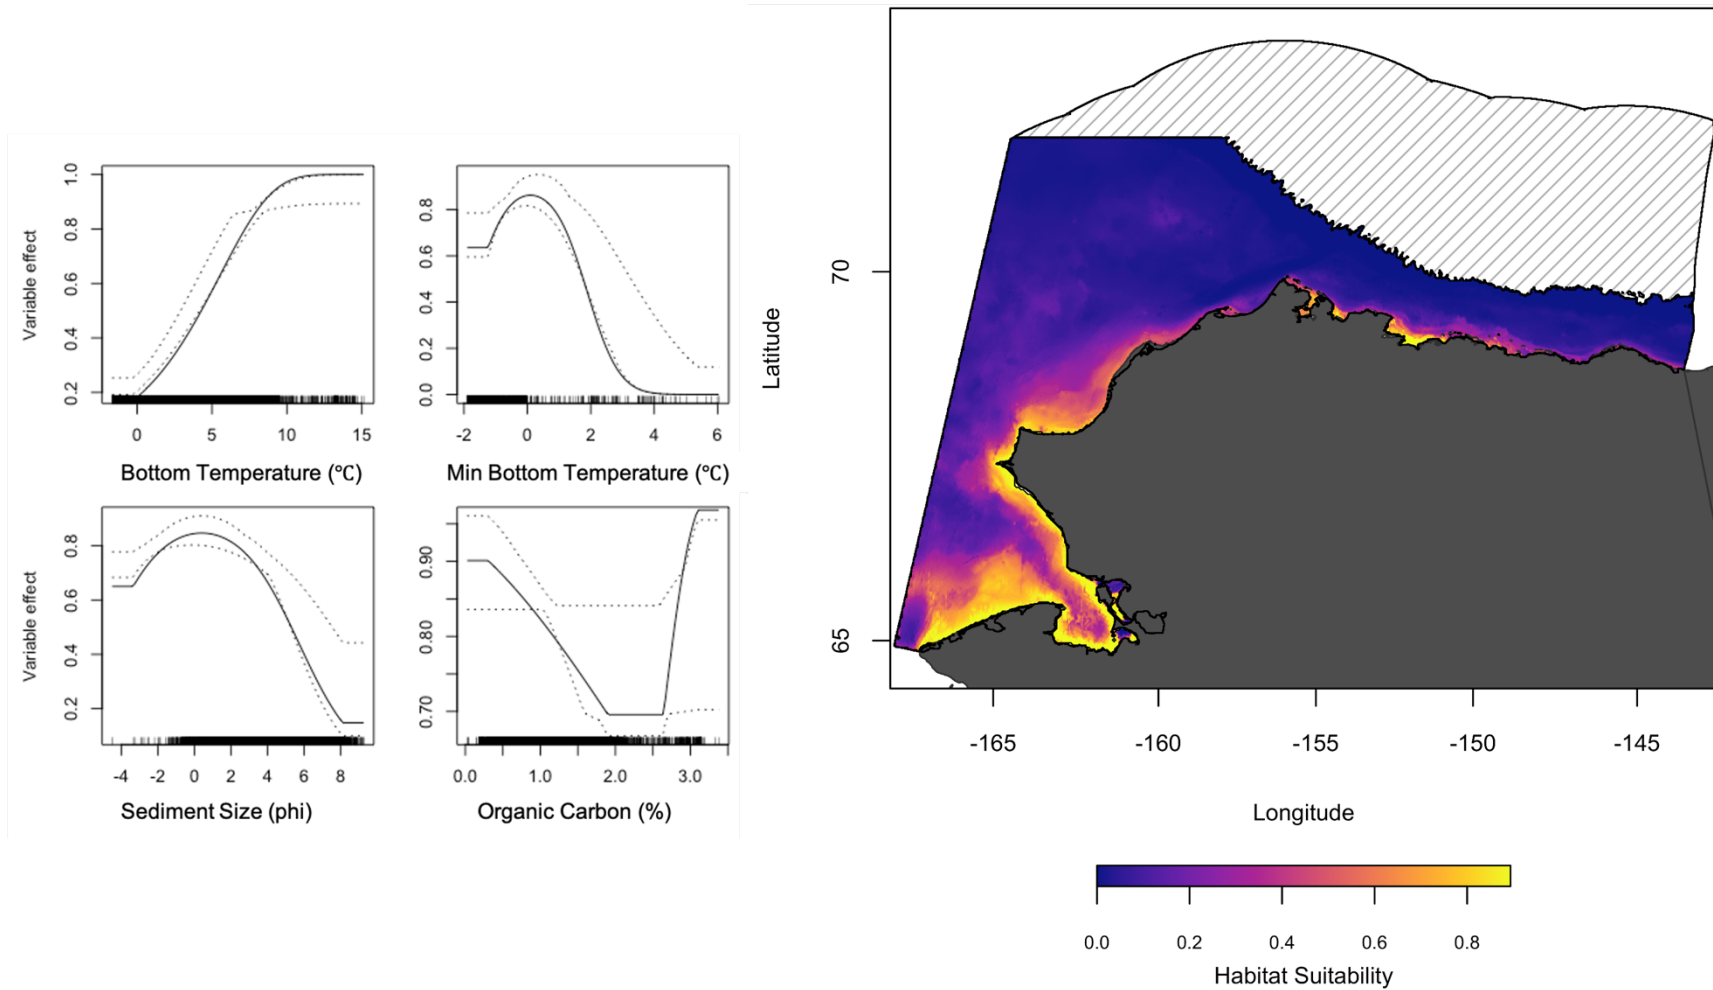 Variable effect
0.2 0.4 0.6 0.8 1.0
0 5 10 15
Bottom Temperature (℃)
0.0 0.2 0.4 0.6 0.8
-2 0 2 4 6
Min Bottom Temperature (℃)
Variable effect
0.2 0.4 0.6 0.8
-4 -2 0 2 4 6 8
Sediment Size (phi)
0.70 0.80 0.90
0.0 1.0 2.0 3.0
Organic Carbon (%)
Latitude
70
65
-165 -160 -155 -150 -145
Longitude
0.0 0.2 0.4 0.6 0.8
Habitat Suitability